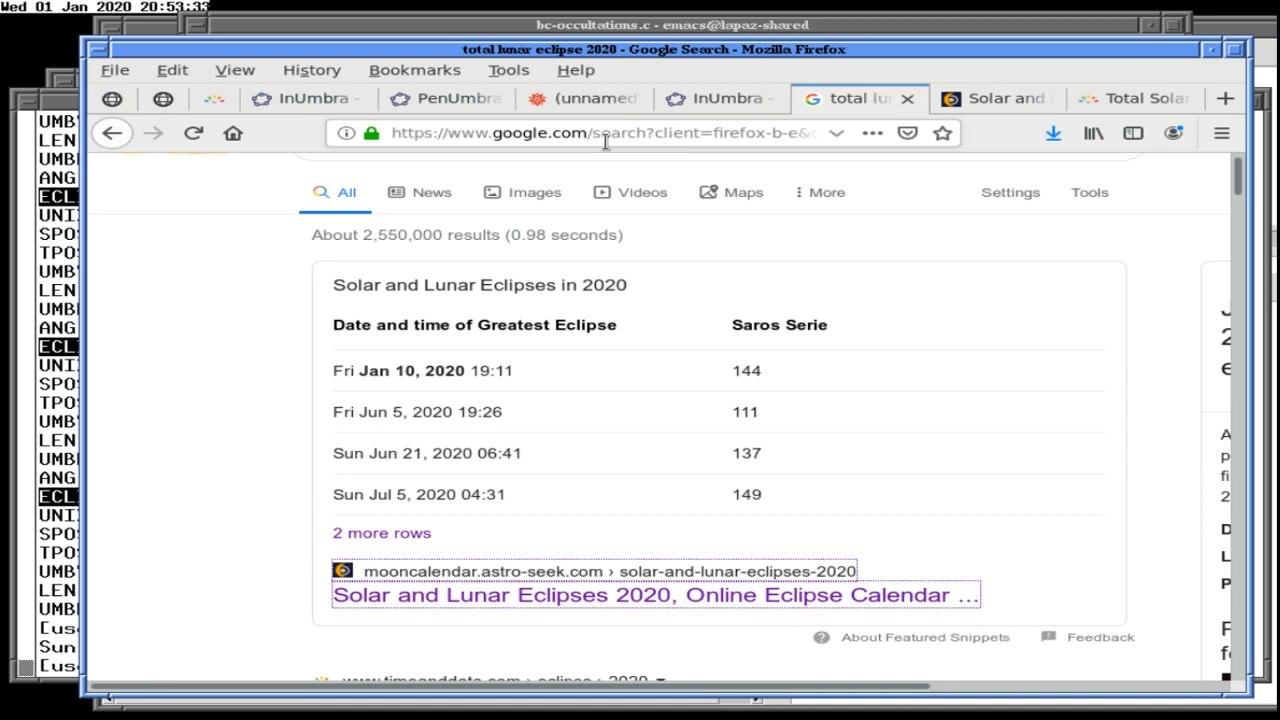 Wed 01 Jan 2020 20:53:33
bc-occultations.c - emacs@lapaz-shared
total lunar eclipse 2020 - Google Search - Mozilla Firefox
File Edit View History Bookmarks Tools Help
InUmbra - PenUmbra (unnamed InUmbra - total lu Solar and Total Solar
https://www.google.com/search?client=firefox-b-e&
All News Images Videos Maps More Settings Tools
About 2,550,000 results (0.98 seconds)
Solar and Lunar Eclipses in 2020
Date and time of Greatest Eclipse Saros Serie
Fri Jan 10, 2020 19:11 144
Fri Jun 5, 2020 19:26 111
Sun Jun 21, 2020 06:41 137
Sun Jul 5, 2020 04:31 149
2 more rows
mooncalendar.astro-seek.com › solar-and-lunar-eclipses-2020
Solar and Lunar Eclipses 2020, Online Eclipse Calendar ...
About Featured Snippets Feedback
www.timeanddate.com › eclipse › 2020
UMB
LEN
UMB
ANG
ECL
UNI
SPO
TPO
UMB
LEN
UMB
ANG
ECL
UNI
SPO
TPO
UMB
LEN
UMB
ANG
ECL
UNI
SPO
TPO
UMB
LEN
UMB
[us
Sun
[us